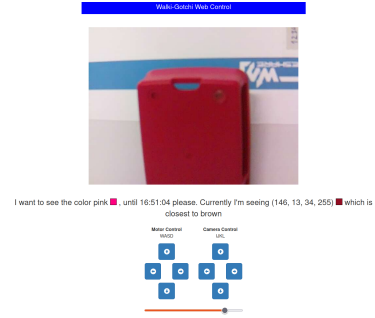 Walki-Gotchi Web Control
I want to see the color pink , until 16:51:04 please. Currently I'm seeing (146, 13, 34, 255) which is
closest to brown
Motor Control
WASD
Camera Control
IJKL